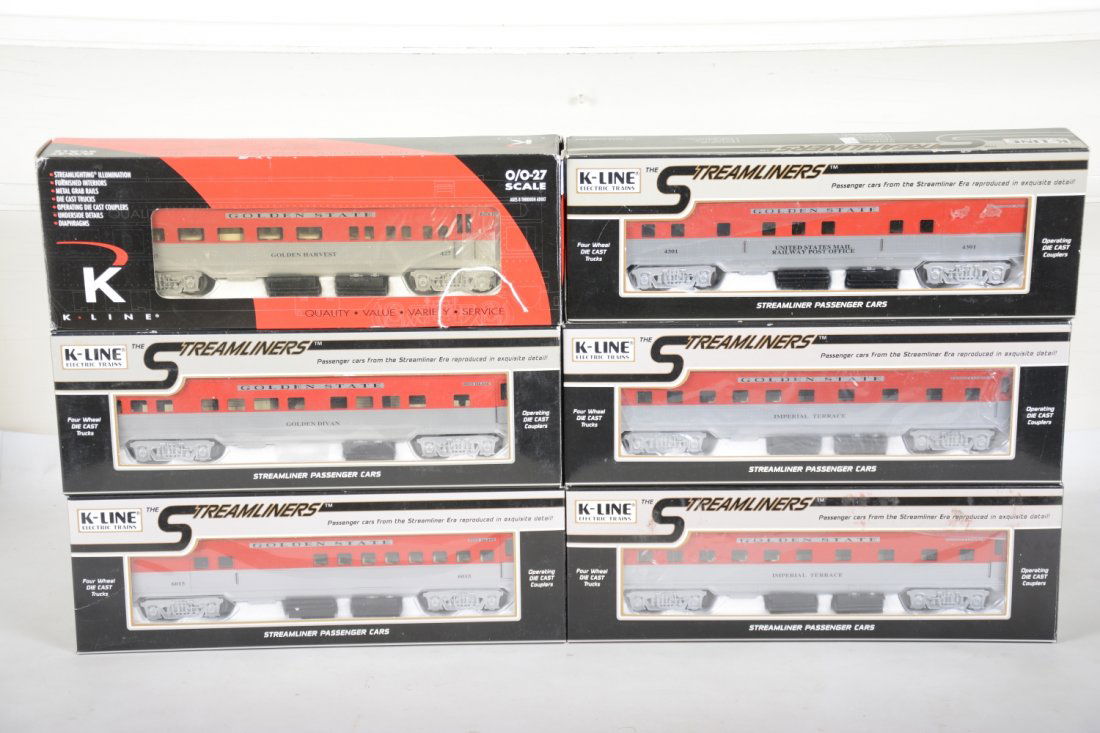 • STREAMLIGHTING® ILLUMINATION
• FURNISHED INTERIORS
• METAL GRAB RAILS
• DIE CAST TRUCKS
• OPERATING DIE CAST COUPLERS
• UNDERSIDE DETAILS
• DIAPHRAGMS
K
K • LINE®
O/O-27
SCALE
GOLDEN STATE
GOLDEN HARVEST
QUALITY • VALUE • VARIETY • SERVICE
K-LINE
K-LINE®
ELECTRIC TRAINS
THE STREAMLINERS™
Passenger cars from the Streamliner Era reproduced in exquisite detail!
Four Wheel
DIE CAST
Trucks
GOLDEN STATE
4301
UNITED STATES MAIL
RAILWAY POST OFFICE
4301
Operating
DIE CAST
Couplers
STREAMLINER PASSENGER CARS
K-LINE®
ELECTRIC TRAINS
THE STREAMLINERS™
Passenger cars from the Streamliner Era reproduced in exquisite detail!
Four Wheel
DIE CAST
Trucks
GOLDEN STATE
GOLDEN DIVAN
Operating
DIE CAST
Couplers
STREAMLINER PASSENGER CARS
K-LINE®
ELECTRIC TRAINS
THE STREAMLINERS™
Passenger cars from the Streamliner Era reproduced in exquisite detail!
Four Wheel
DIE CAST
Trucks
GOLDEN STATE
IMPERIAL TERRACE
Operating
DIE CAST
Couplers
STREAMLINER PASSENGER CARS
K-LINE®
ELECTRIC TRAINS
THE STREAMLINERS™
Passenger cars from the Streamliner Era reproduced in exquisite detail!
Four Wheel
DIE CAST
Trucks
GOLDEN STATE
6015
6015
Operating
DIE CAST
Couplers
STREAMLINER PASSENGER CARS
K-LINE®
ELECTRIC TRAINS
THE STREAMLINERS™
Passenger cars from the Streamliner Era reproduced in exquisite detail!
Four Wheel
DIE CAST
Trucks
GOLDEN STATE
IMPERIAL TERRACE
Operating
DIE CAST
Couplers
STREAMLINER PASSENGER CARS